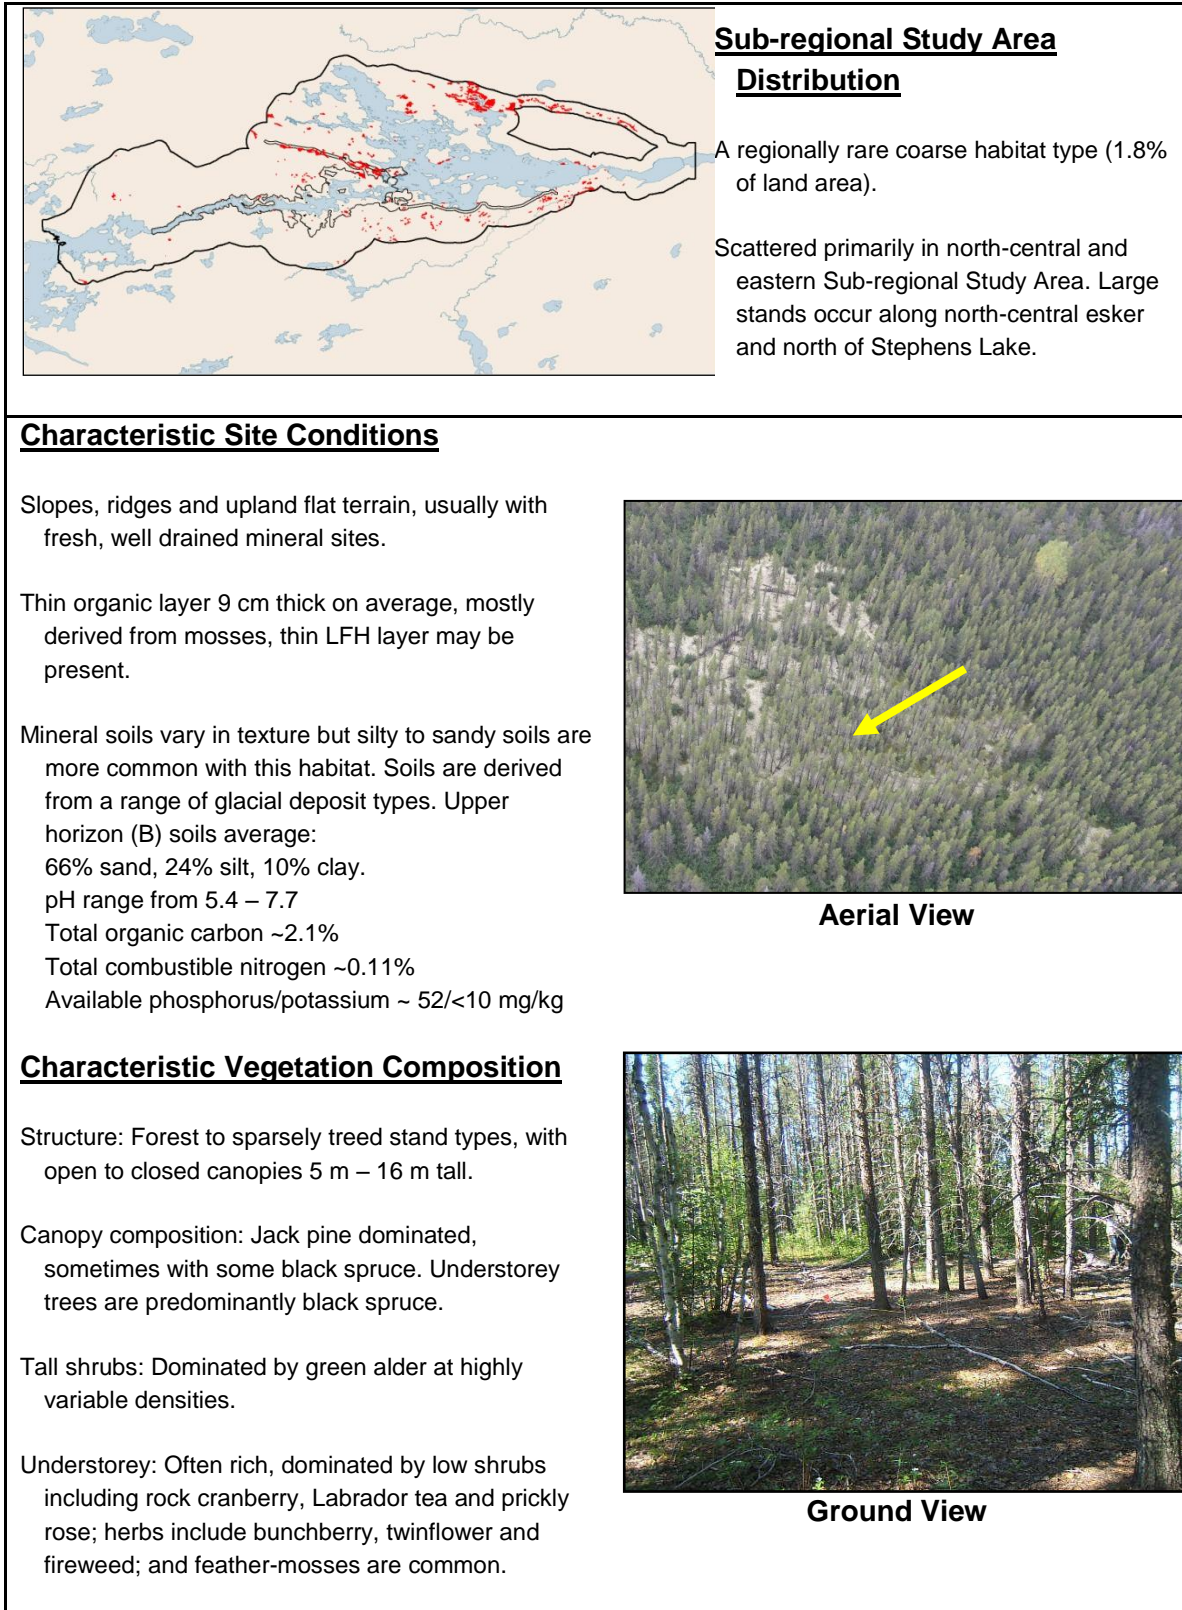 Sub-regional Study Area
Distribution
A regionally rare coarse habitat type (1.8%
of land area).
Scattered primarily in north-central and
eastern Sub-regional Study Area. Large
stands occur along north-central esker
and north of Stephens Lake.
Characteristic Site Conditions
Slopes, ridges and upland flat terrain, usually with
fresh, well drained mineral sites.
Thin organic layer 9 cm thick on average, mostly
derived from mosses, thin LFH layer may be
present.
Mineral soils vary in texture but silty to sandy soils are
more common with this habitat. Soils are derived
from a range of glacial deposit types. Upper
horizon (B) soils average:
66% sand, 24% silt, 10% clay.
pH range from 5.4 – 7.7
Total organic carbon ~2.1%
Total combustible nitrogen ~0.11%
Available phosphorus/potassium ~ 52/<10 mg/kg
Aerial View
Characteristic Vegetation Composition
Structure: Forest to sparsely treed stand types, with
open to closed canopies 5 m – 16 m tall.
Canopy composition: Jack pine dominated,
sometimes with some black spruce. Understorey
trees are predominantly black spruce.
Tall shrubs: Dominated by green alder at highly
variable densities.
Understorey: Often rich, dominated by low shrubs
including rock cranberry, Labrador tea and prickly
rose; herbs include bunchberry, twinflower and
fireweed; and feather-mosses are common.
Ground View